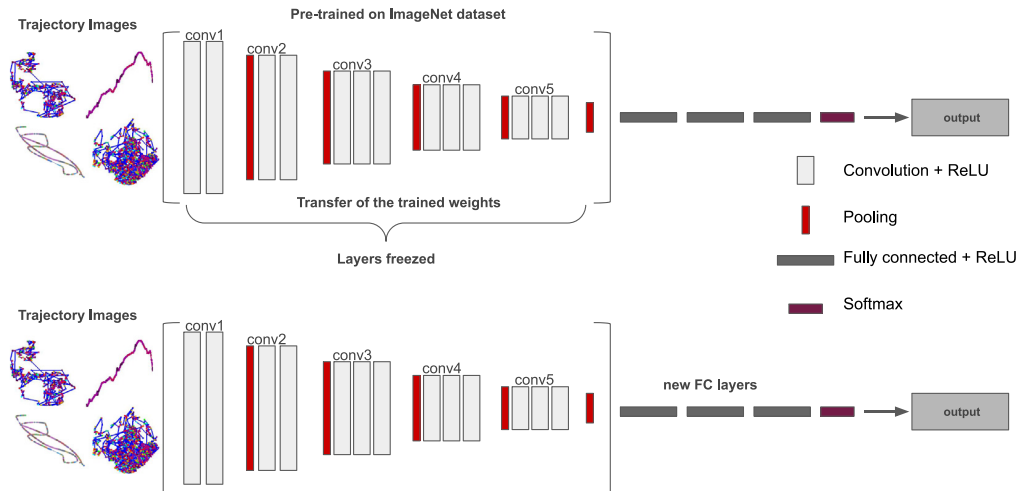 Pre-trained on ImageNet dataset
Trajectory Images
conv1
conv2
conv3
conv4
conv5
output
Convolution + ReLU
Transfer of the trained weights
Pooling
Layers freezed
Fully connected + ReLU
Softmax
Trajectory Images
conv1
conv2
conv3
conv4
conv5
new FC layers
output